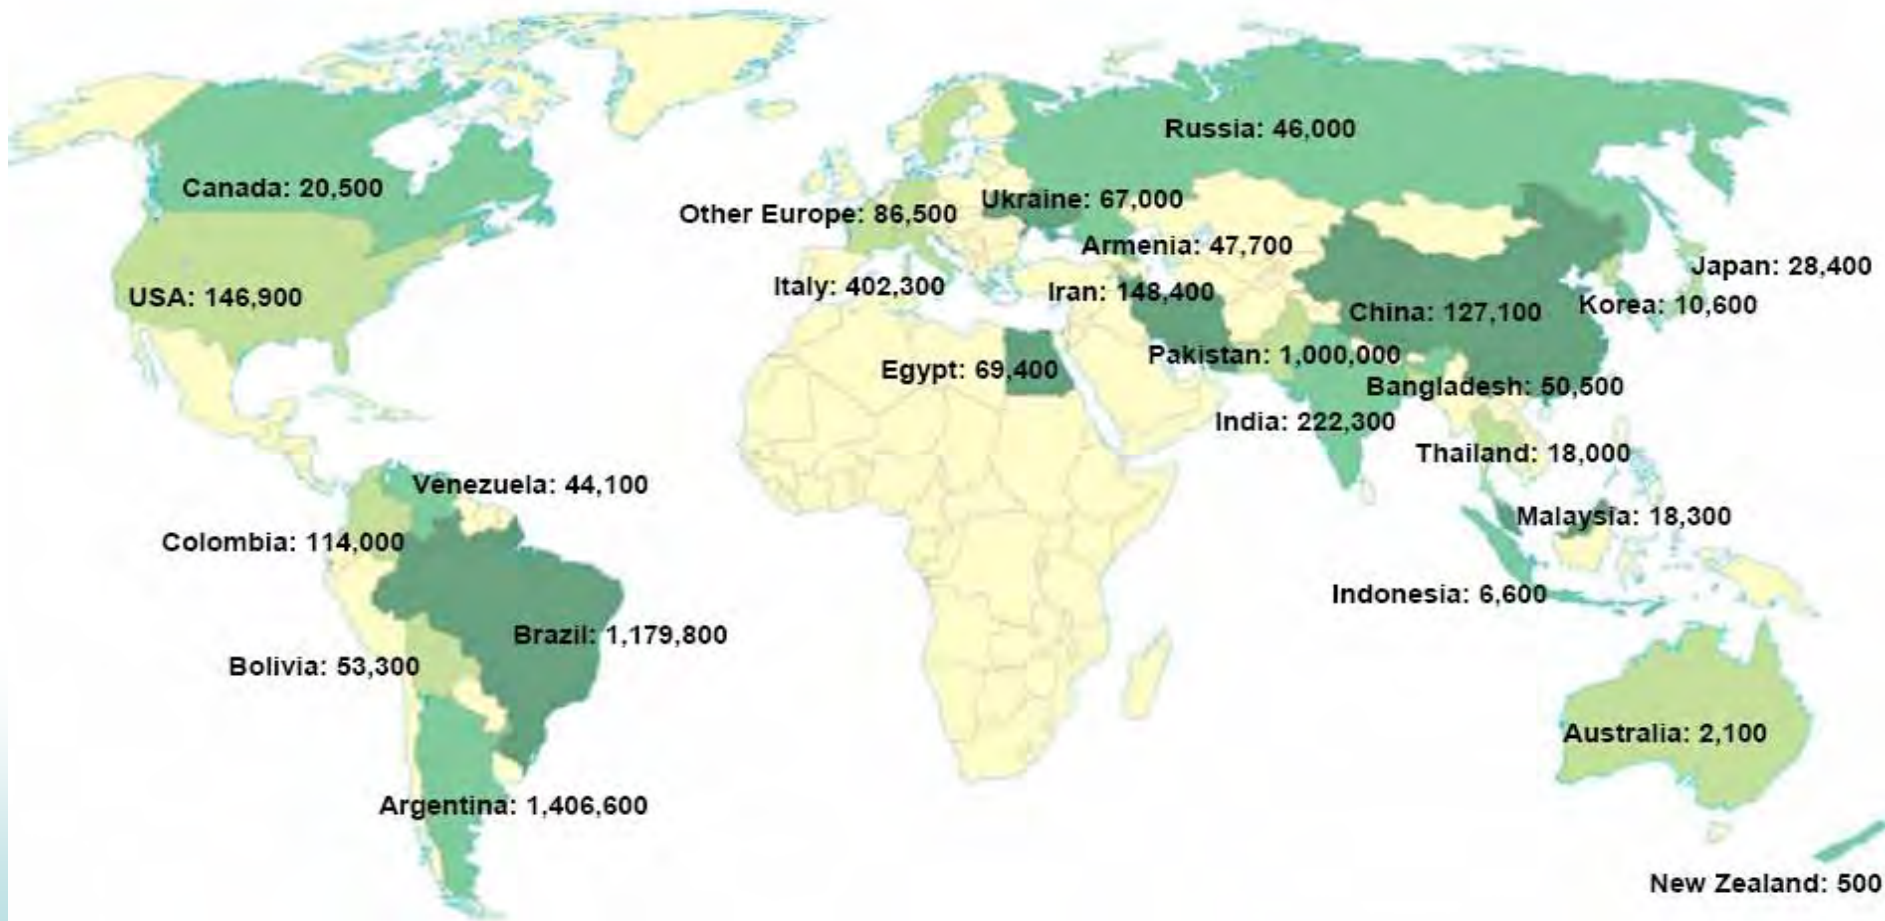 Russia: 46,000
Canada: 20,500
Ukraine: 67,000
Other Europe: 86,500
Armenia: 47,700
Japan: 28,400
Italy: 402,300
Iran: 148,400
USA: 146,900
Korea: 10,600
China: 127,100
Pakistan: 1,000,000
Egypt: 69,400
Bangladesh: 50,500
India: 222,300
Thailand: 18,000
Venezuela: 44,100
Malaysia: 18,300
Colombia: 114,000
Indonesia: 6,600
Brazil: 1,179,800
Bolivia: 53,300
Australia: 2,100
Argentina: 1,406,600
New Zealand: 500